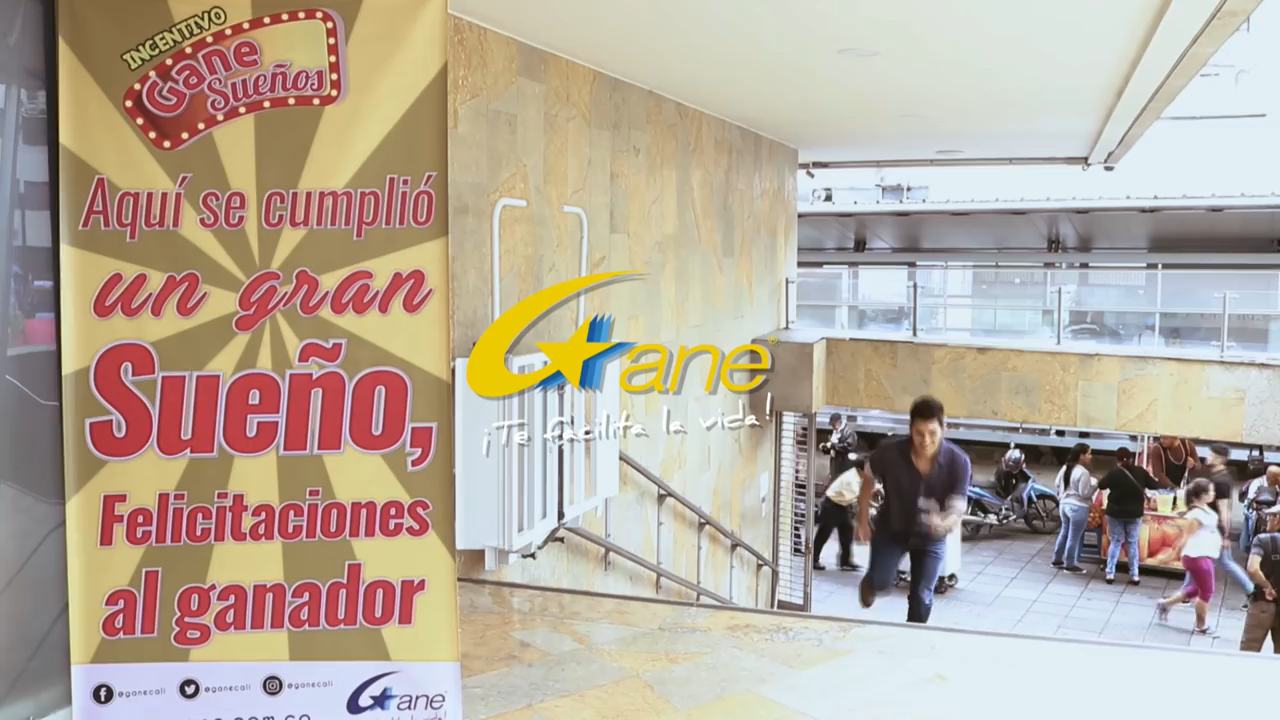 INCENTIVO
Gane
Sueños
Aquí se cumplió
un gran
Sueño,
Felicitaciones
al ganador
@ganecali @ganecali @ganecali
Gane
Gane®
¡Te facilita la vida!